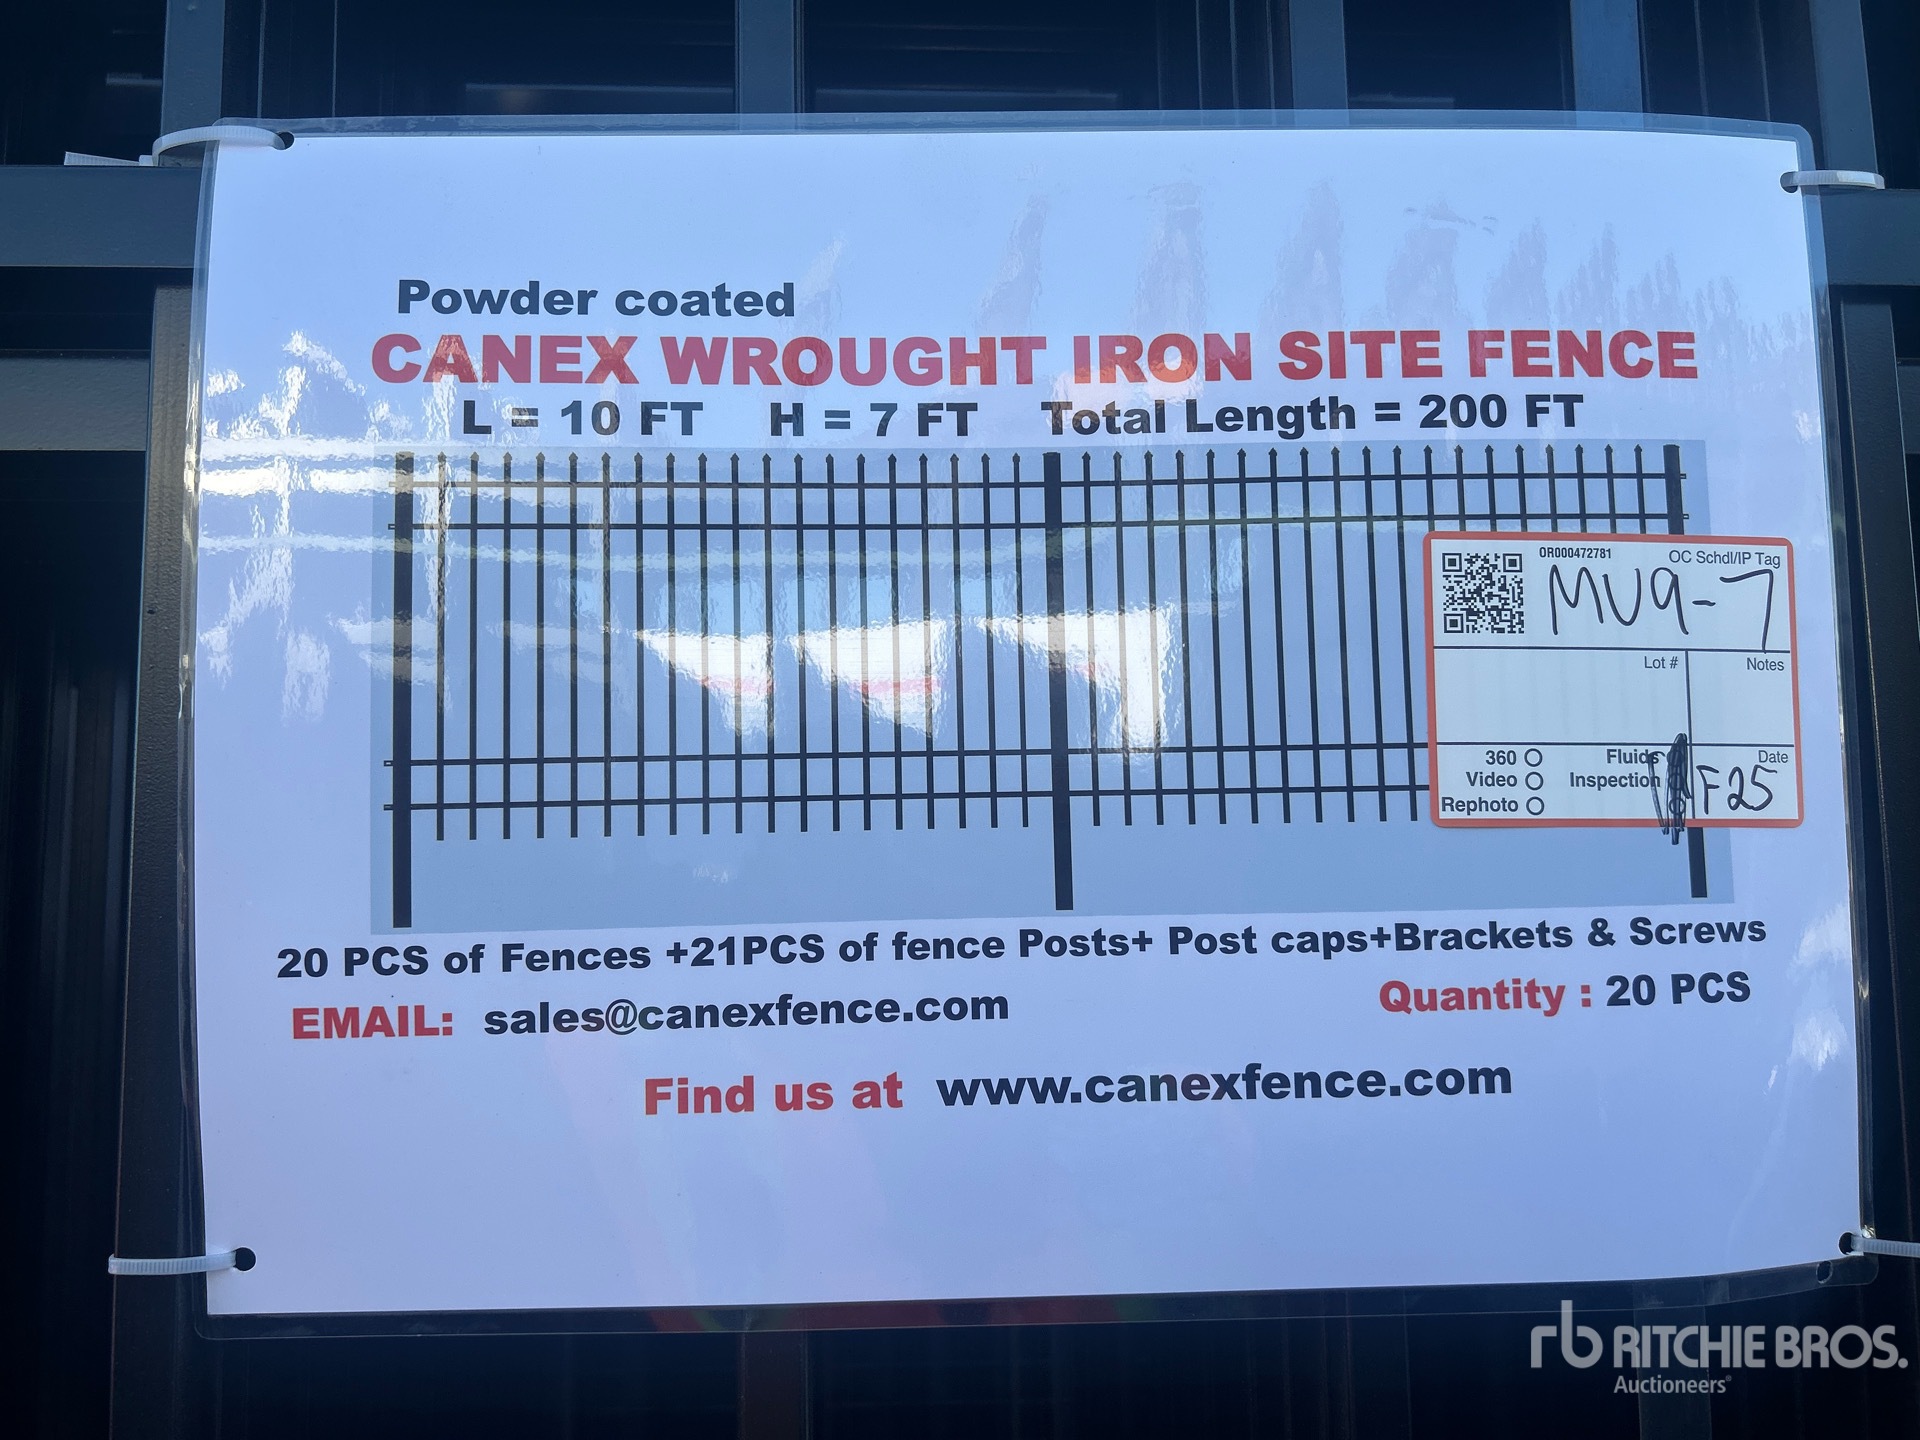 Powder coated
CANEX WROUGHT IRON SITE FENCE
L = 10 FT H = 7 FT Total Length = 200 FT
OR000472781 OC Schdl/IP Tag
MU9-7
Lot # Notes
360 Fluids Date
Video Inspection
Rephoto F25
20 PCS of Fences +21PCS of fence Posts+ Post caps+Brackets & Screws
EMAIL: sales@canexfence.com Quantity : 20 PCS
Find us at www.canexfence.com
rb RITCHIE BROS.
Auctioneers®